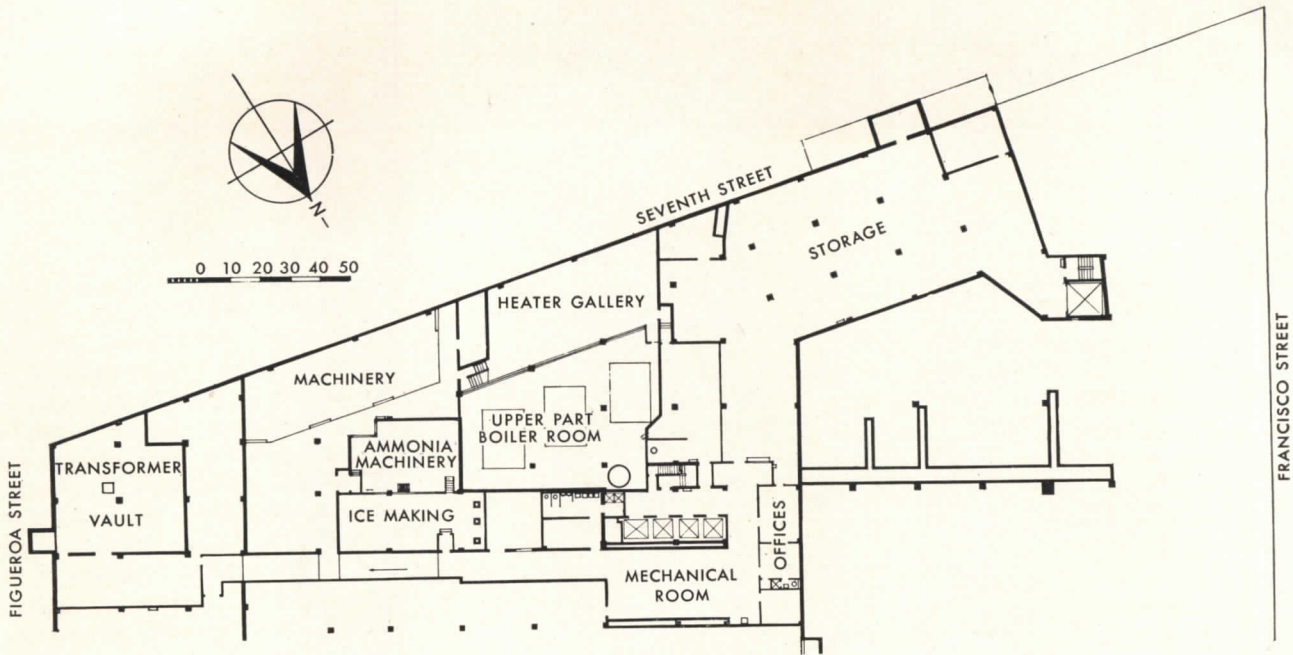 SEVENTH STREET
N
0 10 20 30 40 50
STORAGE
HEATER GALLERY
MACHINERY
UPPER PART
BOILER ROOM
AMMONIA
MACHINERY
TRANSFORMER
VAULT
ICE MAKING
OFFICES
MECHANICAL
ROOM
FIGUEROA STREET
FRANCISCO STREET